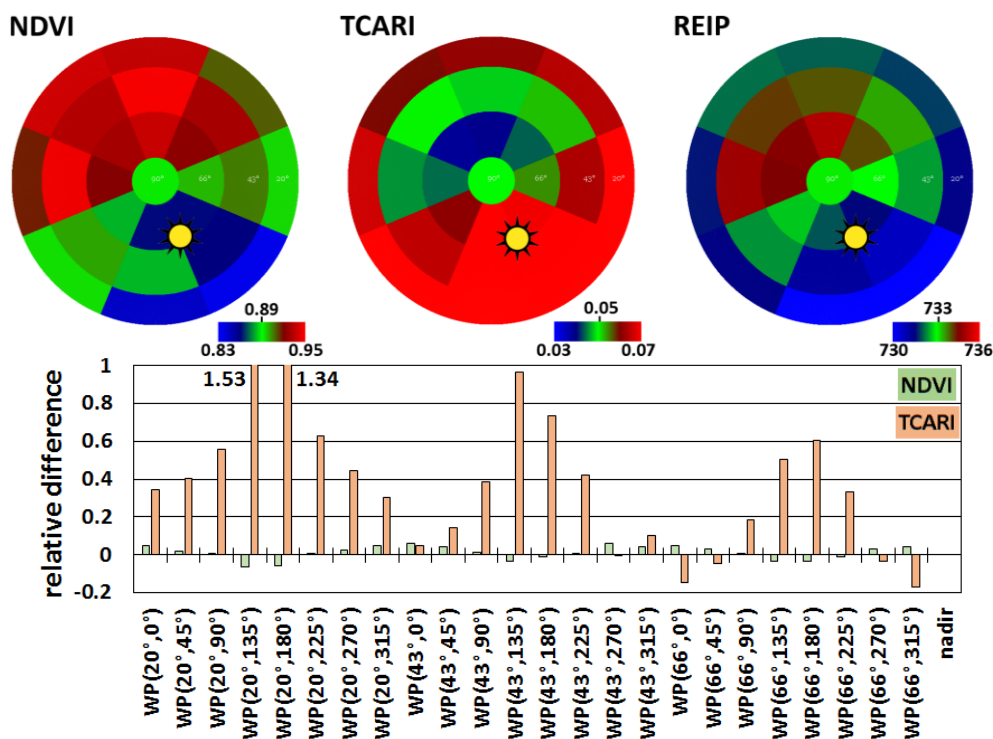 NDVI TCARI REIP
90° 66° 43° 20° 90° 66° 43° 20° 90° 66° 43° 20°
0.89 0.05 733
0.83 0.95 0.03 0.07 730 736
1
1.53 1.34
NDVI
TCARI
0.8
0.6
0.4
0.2
0
-0.2
relative difference
WP(20°,0°)
WP(20°,45°)
WP(20°,90°)
WP(20°,135°)
WP(20°,180°)
WP(20°,225°)
WP(20°,270°)
WP(20°,315°)
WP(43°,0°)
WP(43°,45°)
WP(43°,90°)
WP(43°,135°)
WP(43°,180°)
WP(43°,225°)
WP(43°,270°)
WP(43°,315°)
WP(66°,0°)
WP(66°,45°)
WP(66°,90°)
WP(66°,135°)
WP(66°,180°)
WP(66°,225°)
WP(66°,270°)
WP(66°,315°)
nadir